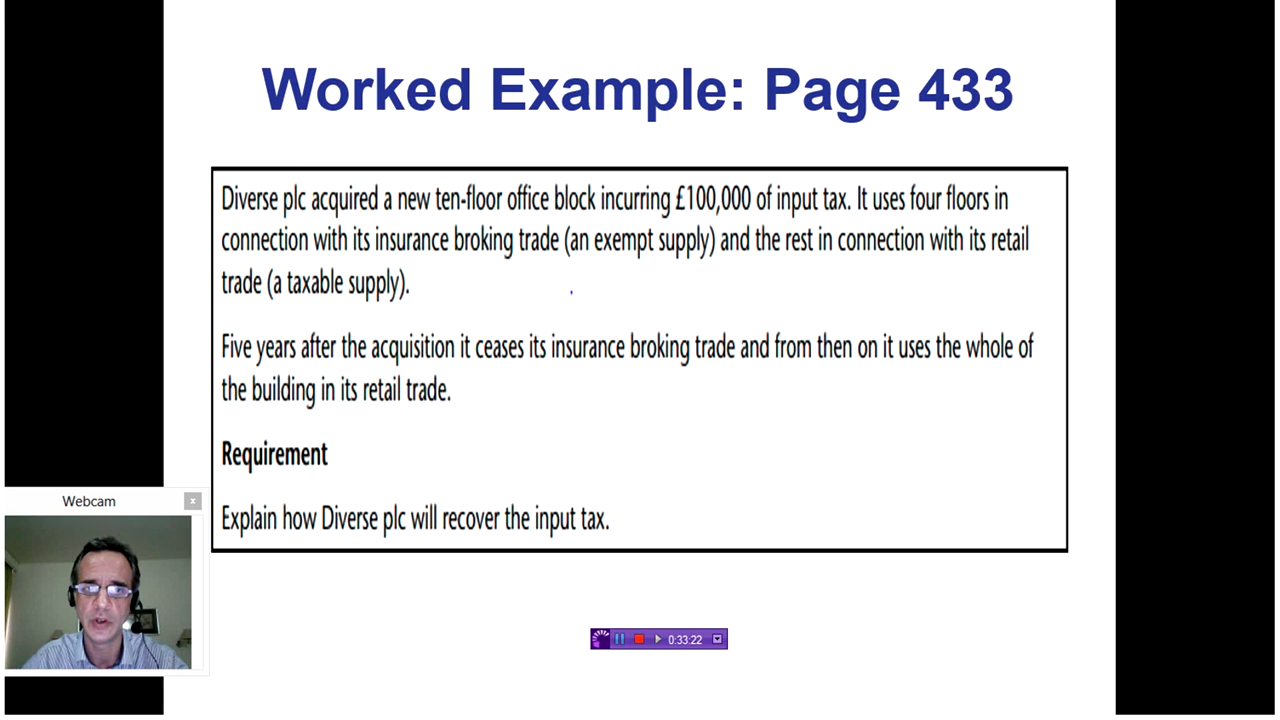 Worked Example: Page 433
Diverse plc acquired a new ten-floor office block incurring £100,000 of input tax. It uses four floors in
connection with its insurance broking trade (an exempt supply) and the rest in connection with its retail
trade (a taxable supply).
Five years after the acquisition it ceases its insurance broking trade and from then on it uses the whole of
the building in its retail trade.
Requirement
Explain how Diverse plc will recover the input tax.
Webcam
x
0:33:22